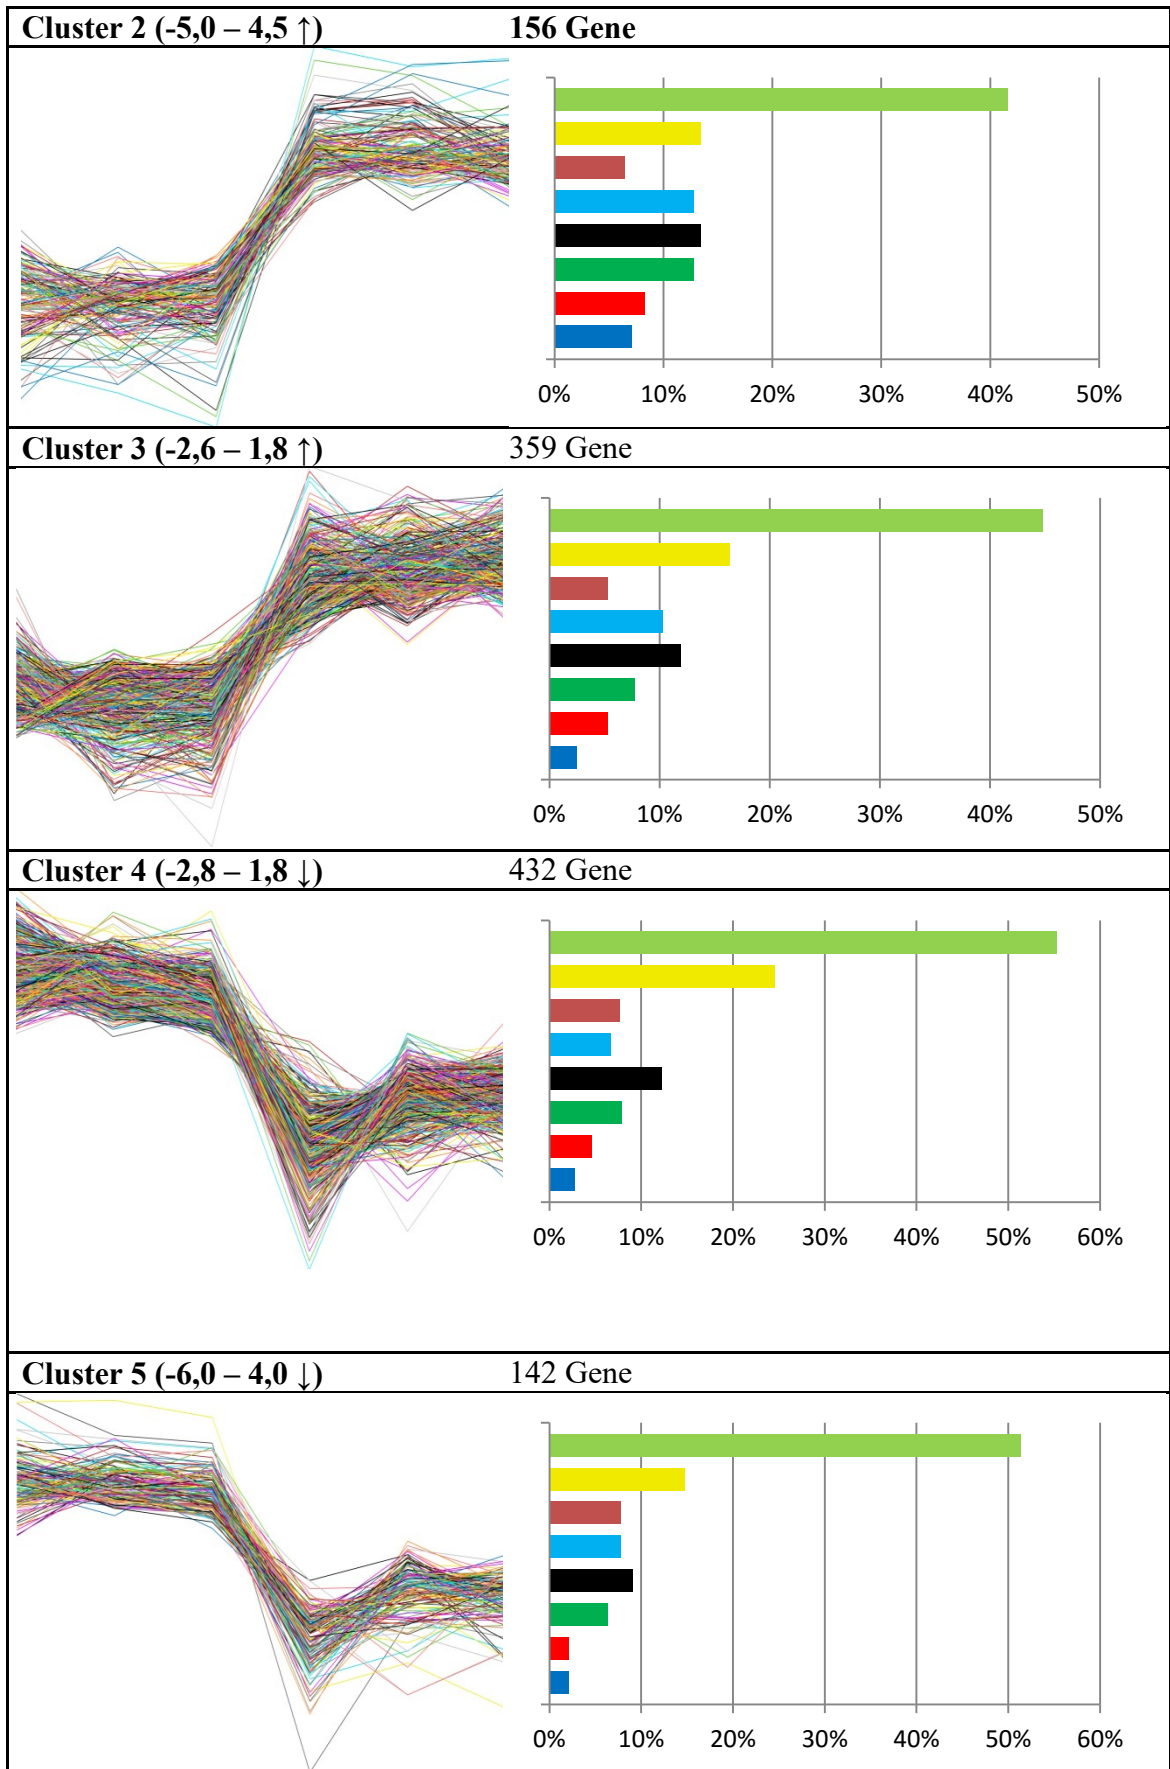 Cluster 2 (-5,0 – 4,5 ↑) 156 Gene
0% 10% 20% 30% 40% 50%
Cluster 3 (-2,6 – 1,8 ↑) 359 Gene
0% 10% 20% 30% 40% 50%
Cluster 4 (-2,8 – 1,8 ↓) 432 Gene
0% 10% 20% 30% 40% 50% 60%
Cluster 5 (-6,0 – 4,0 ↓) 142 Gene
0% 10% 20% 30% 40% 50% 60%